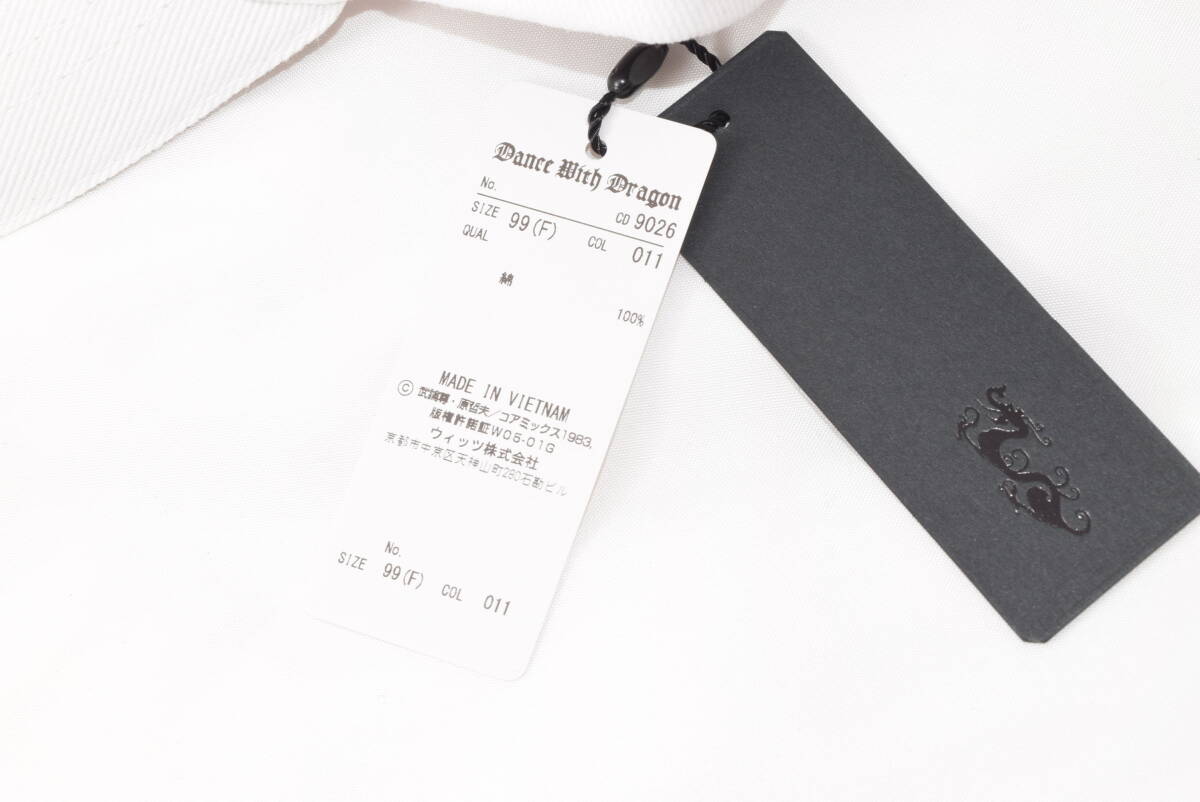 Dance With Dragon
No. CD 9026
SIZE 99(F) COL 011
QUAL
綿
100%
MADE IN VIETNAM
© 武論尊・原哲夫/コアミックス1983,
版権許諾証W05-01G
ウィッツ株式会社
京都市中京区天神山町280石勘ビル
No.
SIZE 99(F) COL 011